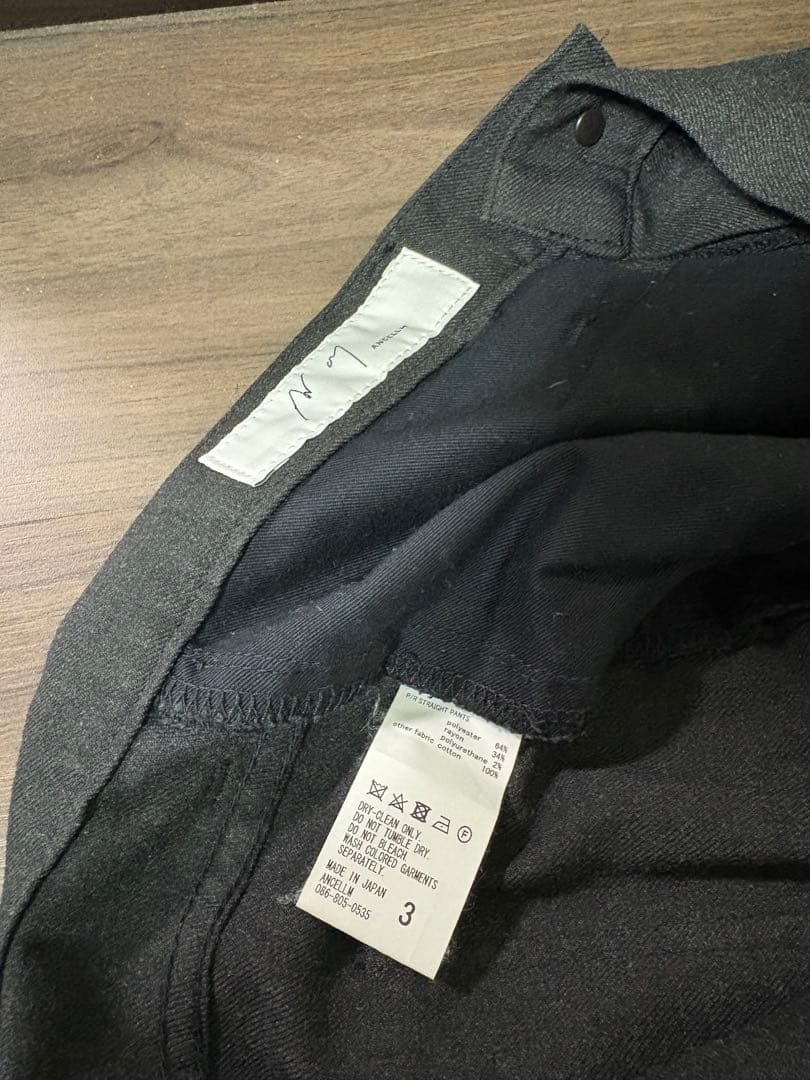 ANCELLM
P/R STRAIGHT PANTS
polyester 64%
rayon 34%
polyurethane 2%
other fabric cotton 100%
F
DRY-CLEAN ONLY.
DO NOT TUMBLE DRY.
DO NOT BLEACH.
WASH COLORED GARMENTS
SEPARATELY.
MADE IN JAPAN
ANCELLM
086-805-0535
3